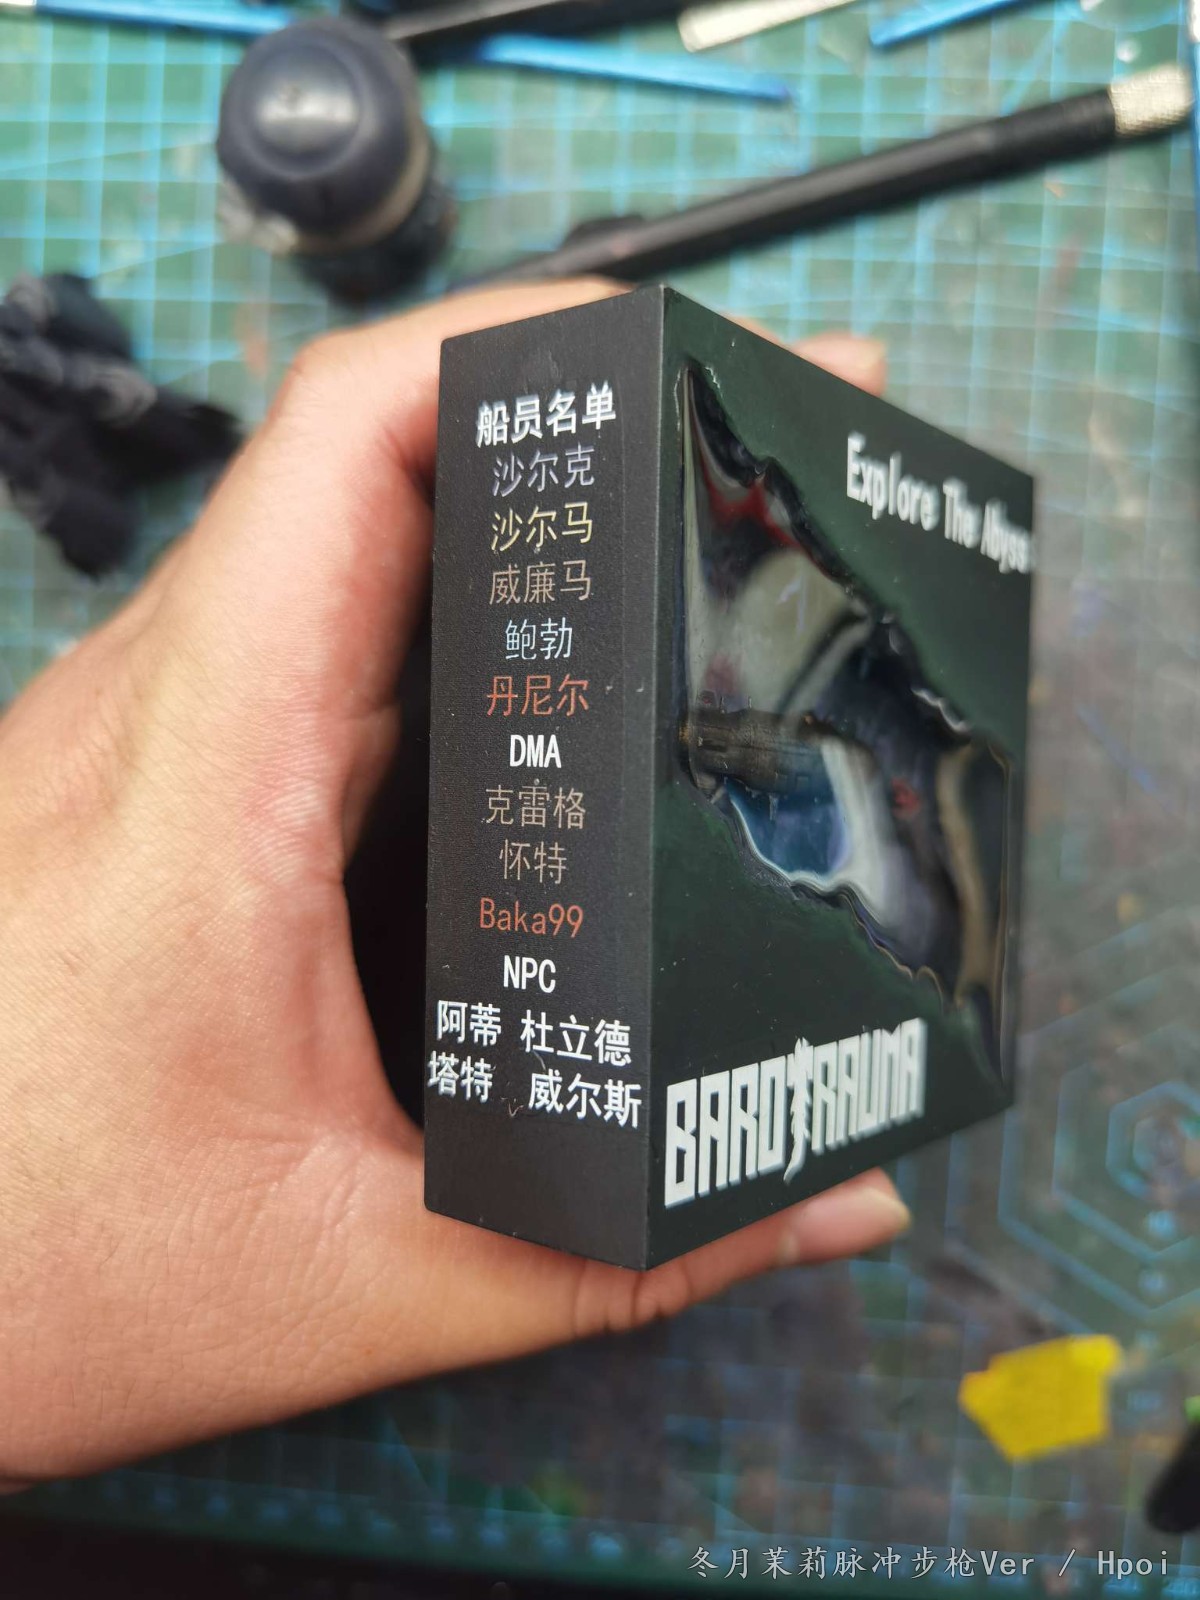 船员名单
沙尔克
沙尔马
威廉马
鲍勃
丹尼尔
DMA
克雷格
怀特
Baka99
NPC
阿蒂 杜立德
塔特 威尔斯
Explore The Abyss
BAROTRAUMA
冬月茉莉脉冲步枪Ver / Hpoi